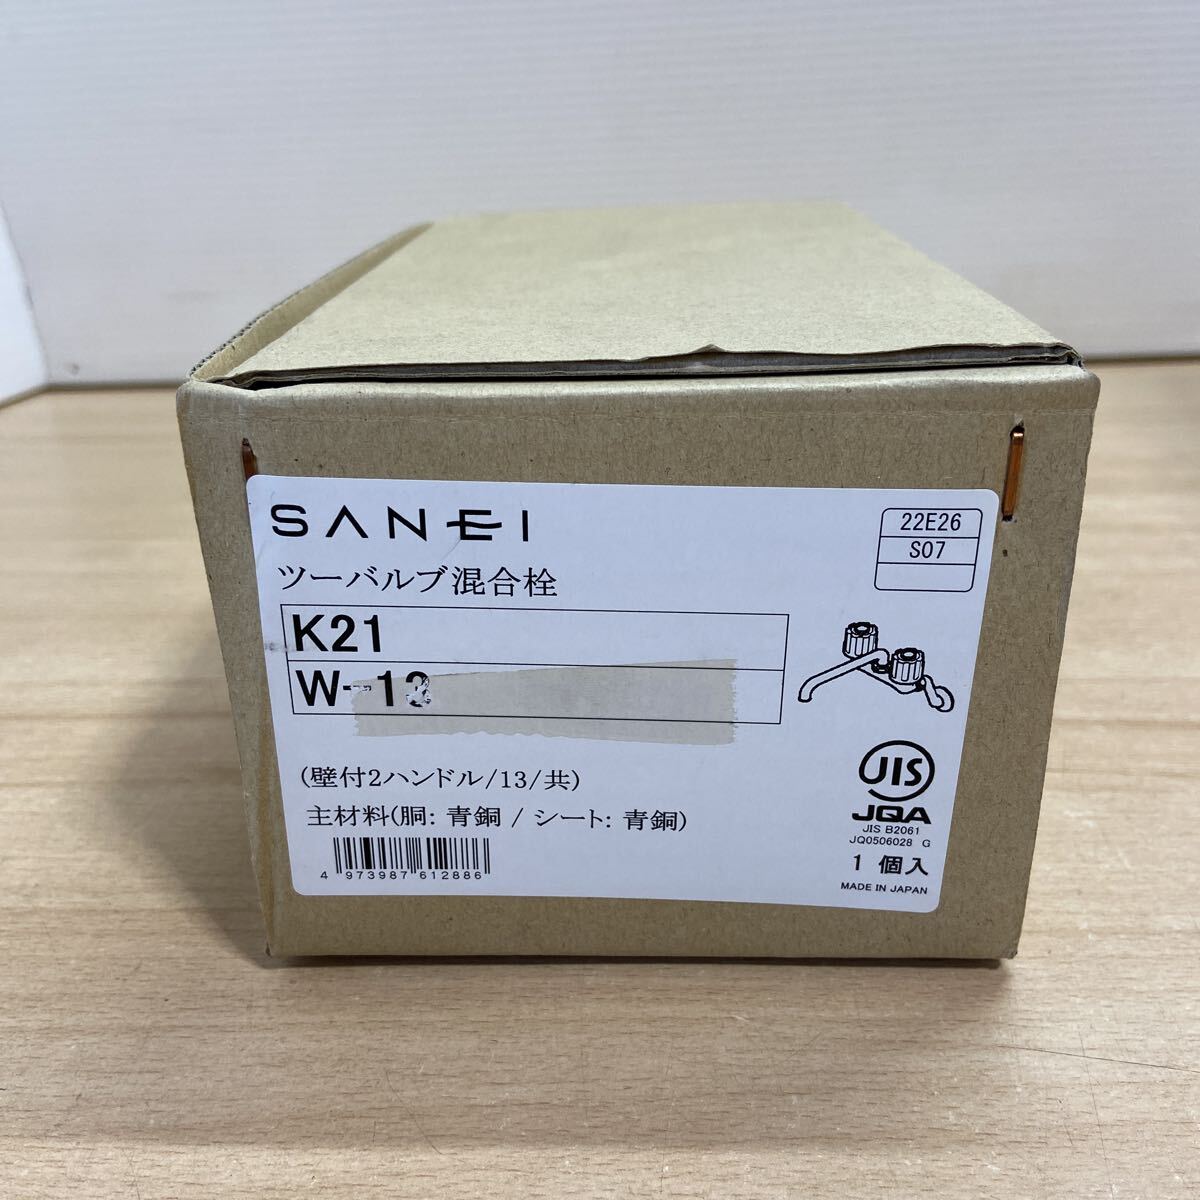 SANEI
22E26
S07
ツーバルブ混合栓
K21
W-13
(壁付2ハンドル/13/共)
主材料(胴: 青銅 / シート: 青銅)
4 973987 612886
JIS
JQA
JIS B2061
JQ0506028 G
1 個入
MADE IN JAPAN